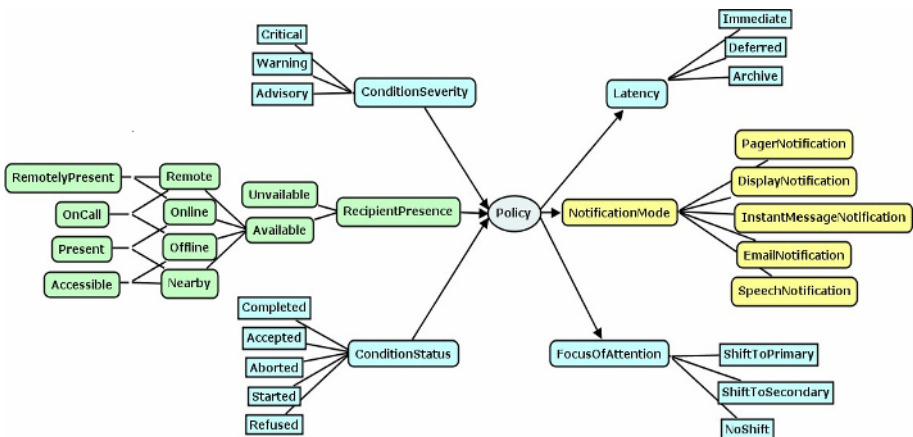 Critical
Warning
Advisory
ConditionSeverity
Immediate
Deferred
Archive
Latency
RemotelyPresent
OnCall
Present
Accessible
Remote
Online
Offline
Nearby
Unvailable
Available
RecipientPresence
Policy
NotificationMode
PagerNotification
DisplayNotification
InstantMessageNotification
EmailNotification
SpeechNotification
Completed
Accepted
Aborted
Started
Refused
ConditionStatus
FocusOfAttention
ShiftToPrimary
ShiftToSecondary
NoShift